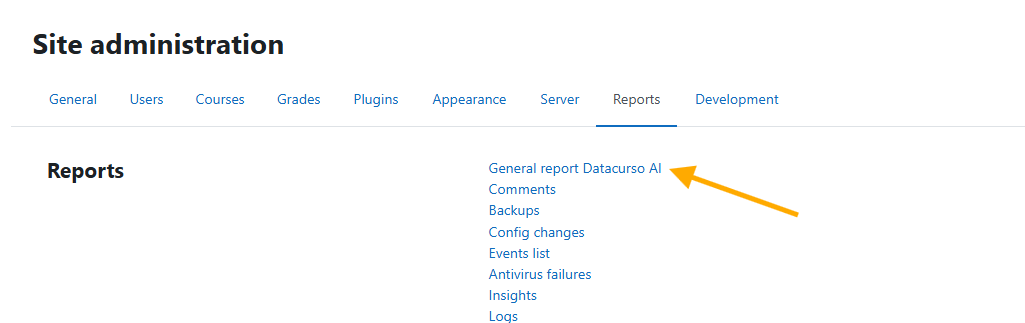 Site administration
General Users Courses Grades Plugins Appearance Server Reports Development
Reports
General report Datacurso AI
Comments
Backups
Config changes
Events list
Antivirus failures
Insights
Logs